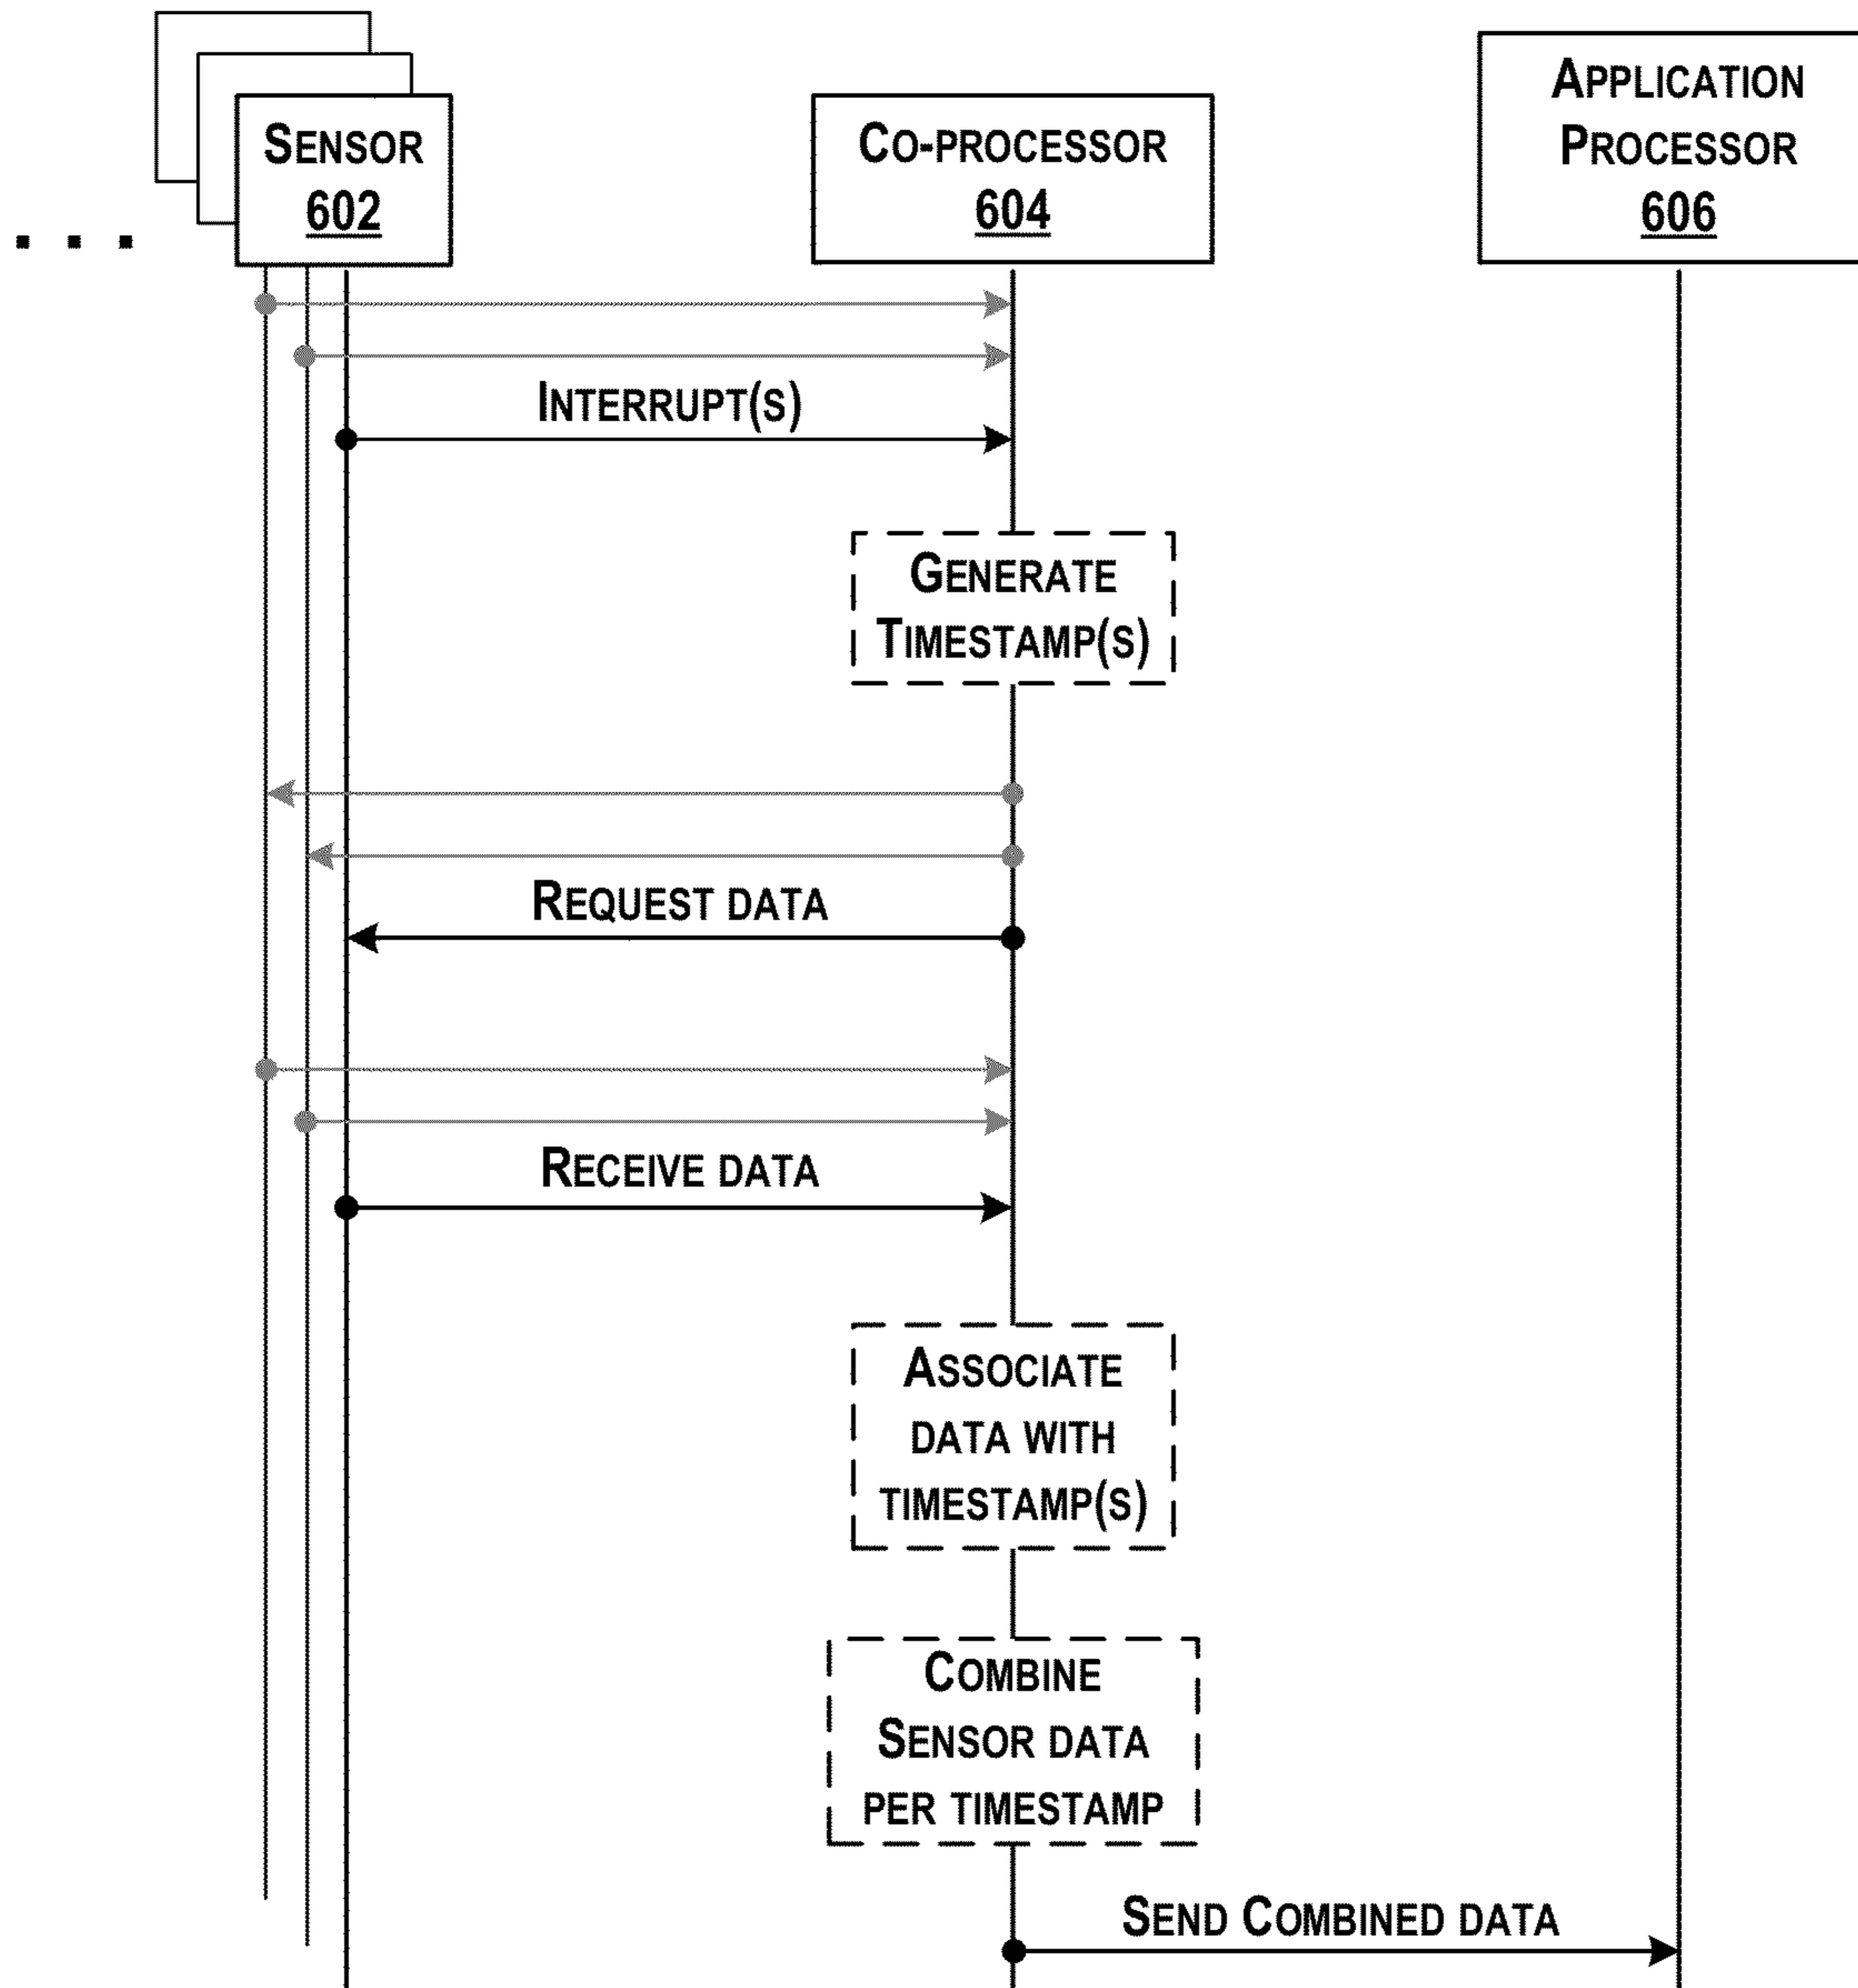 Sensor
602
Co-processor
604
Application
Processor
606
Interrupt(s)
Generate
Timestamp(s)
Request data
Receive data
Associate
data with
timestamp(s)
Combine
Sensor data
per timestamp
Send Combined data